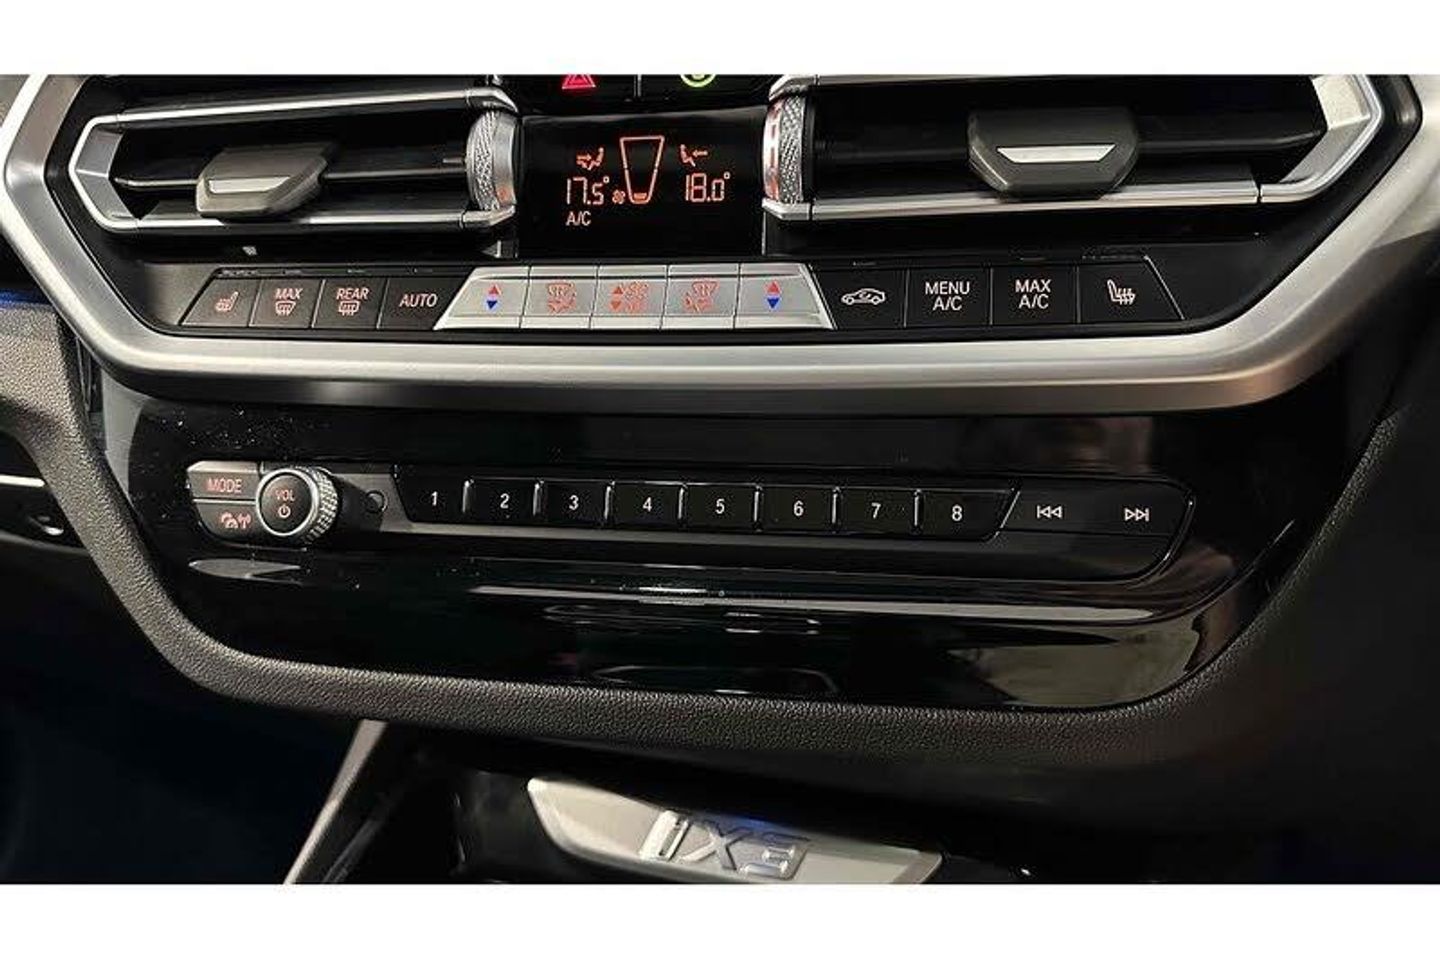 17.5° 18.0°
A/C
MAX REAR AUTO MENU A/C MAX A/C
MODE VOL 1 2 3 4 5 6 7 8
iX3